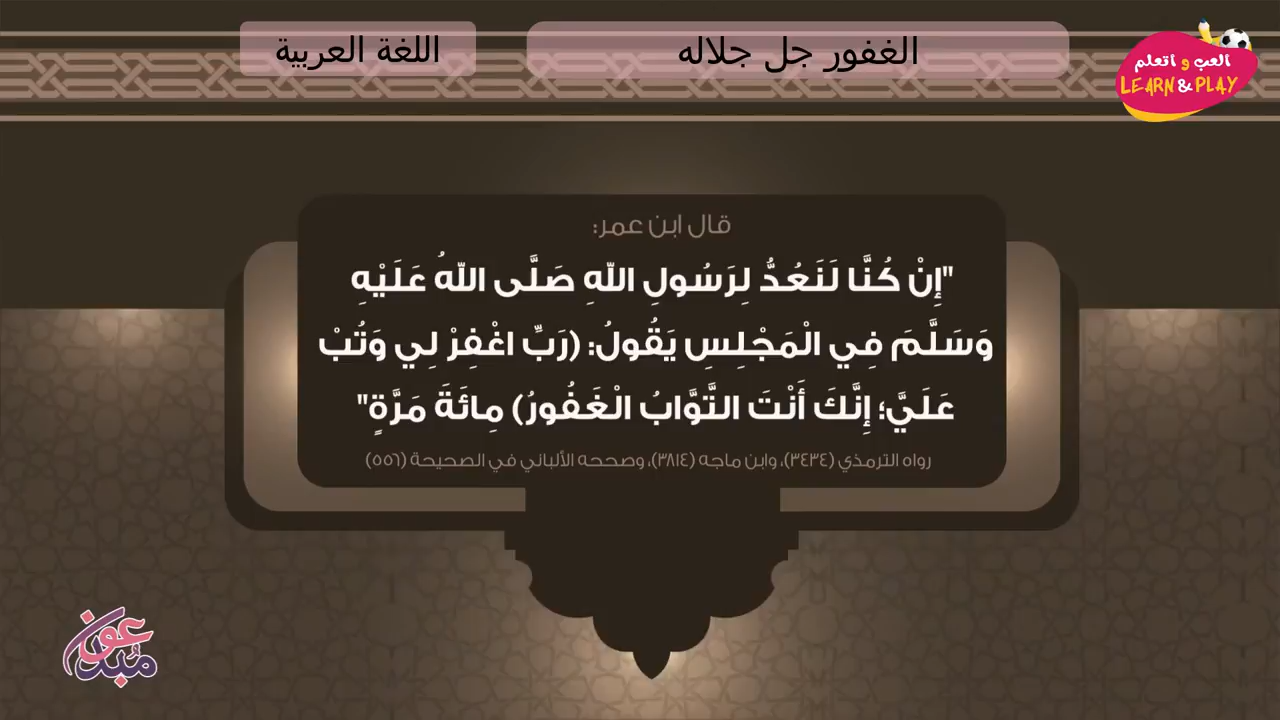 الغفور جل جلاله
اللغة العربية
العب و اتعلم
LEARN & PLAY
قال ابن عمر:
"إِنْ كُنَّا لَنَعُدُّ لِرَسُولِ اللّهِ صَلَّى اللّهُ عَلَيْهِ
وَسَلَّمَ فِي الْمَجْلِسِ يَقُولُ: (رَبِّ اغْفِرْ لِي وَتُبْ
عَلَيَّ؛ إِنَّكَ أَنْتَ التَّوَّابُ الْغَفُورُ) مِائَةَ مَرَّةٍ"
رواه الترمذي (٣٤٣٤)، وابن ماجه (٣٨١٤)، وصححه الألباني في الصحيحة (٥٥٦)
مبدعون